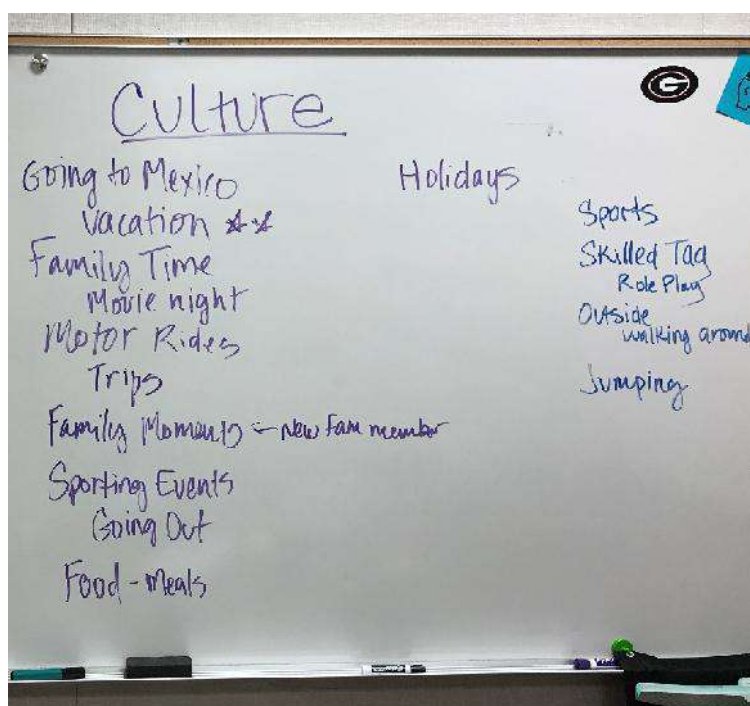 Culture
Going to Mexico
Vacation **
Family Time
Movie night
Motor Rides
Trips
Family Moments - New Fam member
Sporting Events
Going Out
Food - Meals
Holidays
Sports
Skilled Tag
Role Play
Outside
walking around
Jumping
G